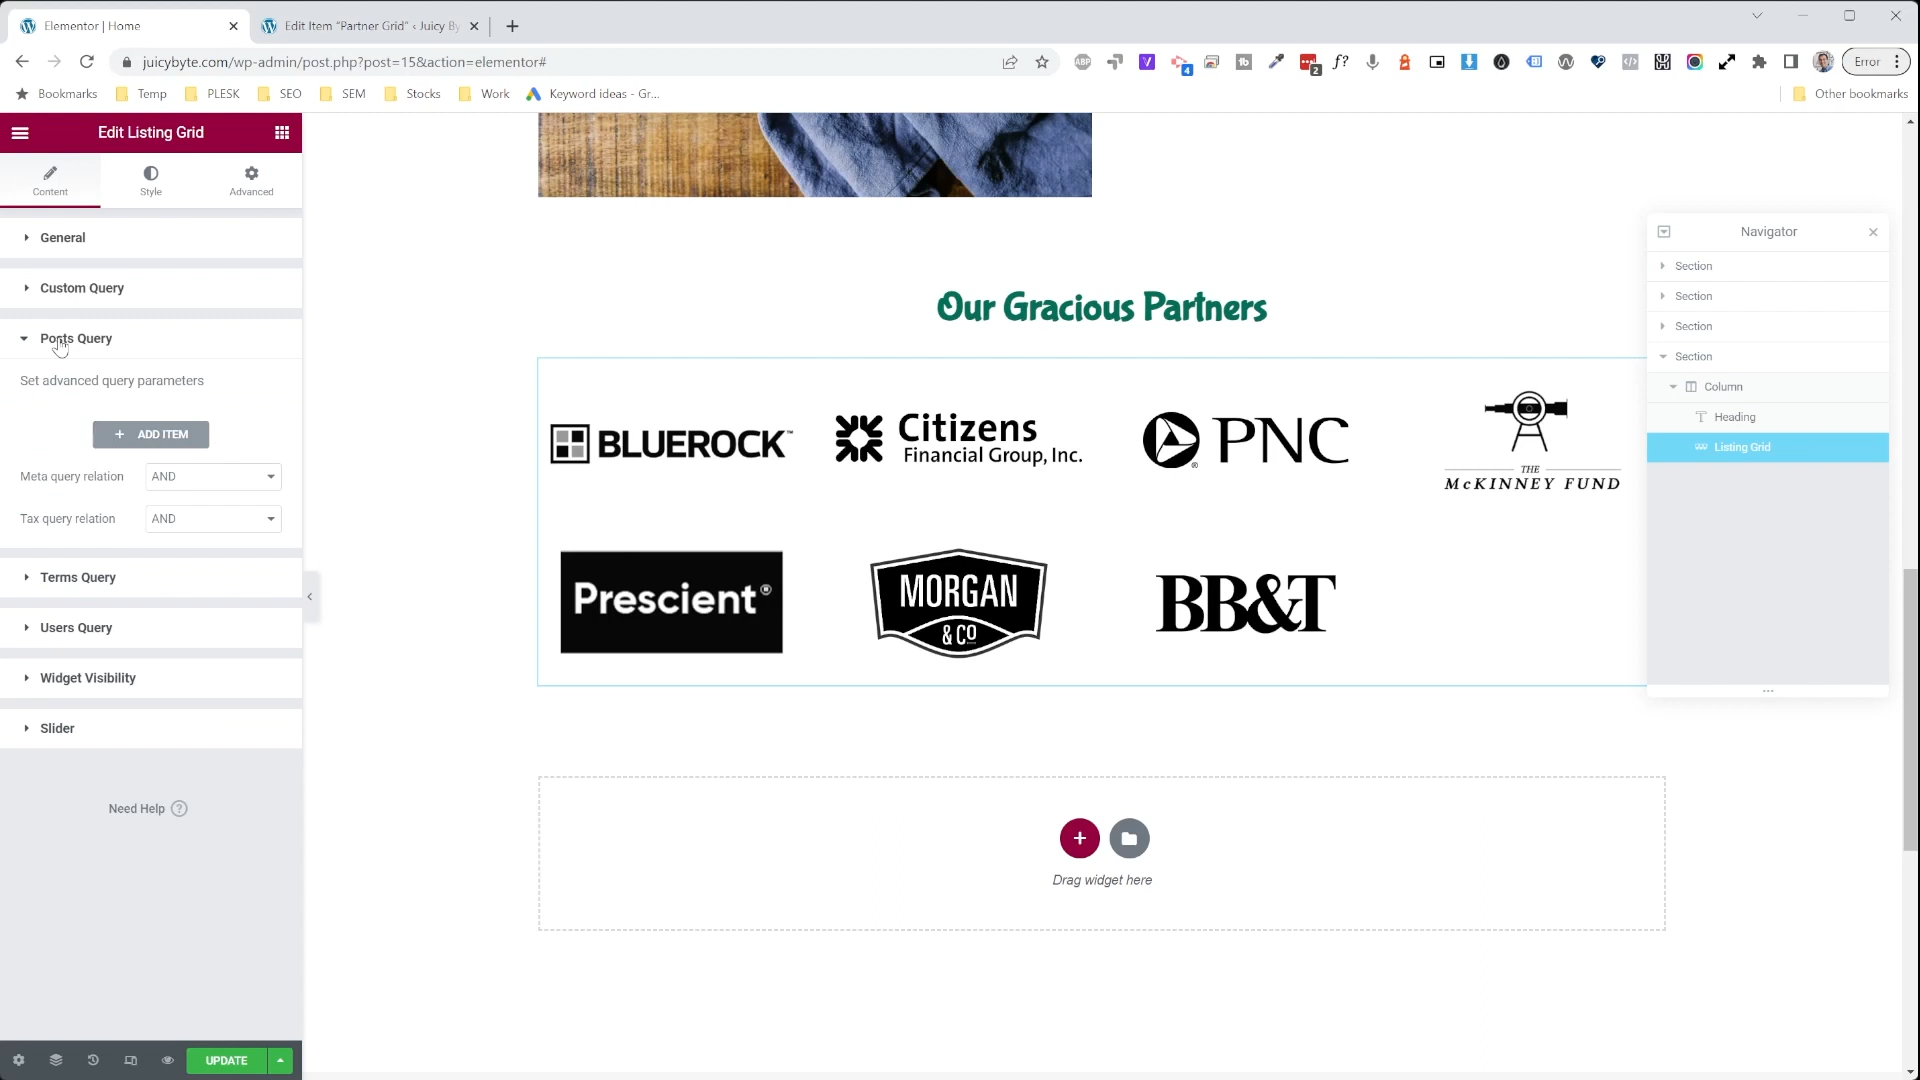 Elementor | Home
Edit Item "Partner Grid" ‹ Juicy By
juicybyte.com/wp-admin/post.php?post=15&action=elementor#
ABP
4
2
f?
Error
Bookmarks
Temp
PLESK
SEO
SEM
Stocks
Work
Keyword ideas - Gr...
Other bookmarks
Edit Listing Grid
Content
Style
Advanced
General
Custom Query
Posts Query
Set advanced query parameters
+ ADD ITEM
Meta query relation
AND
Tax query relation
AND
Terms Query
Users Query
Widget Visibility
Slider
Need Help ?
UPDATE
Our Gracious Partners
BLUEROCK™
Citizens
Financial Group, Inc.
PNC
®
THE
McKINNEY FUND
Prescient®
MORGAN
& CO
BB&T
Drag widget here
Navigator
Section
Section
Section
Section
Column
Heading
Listing Grid